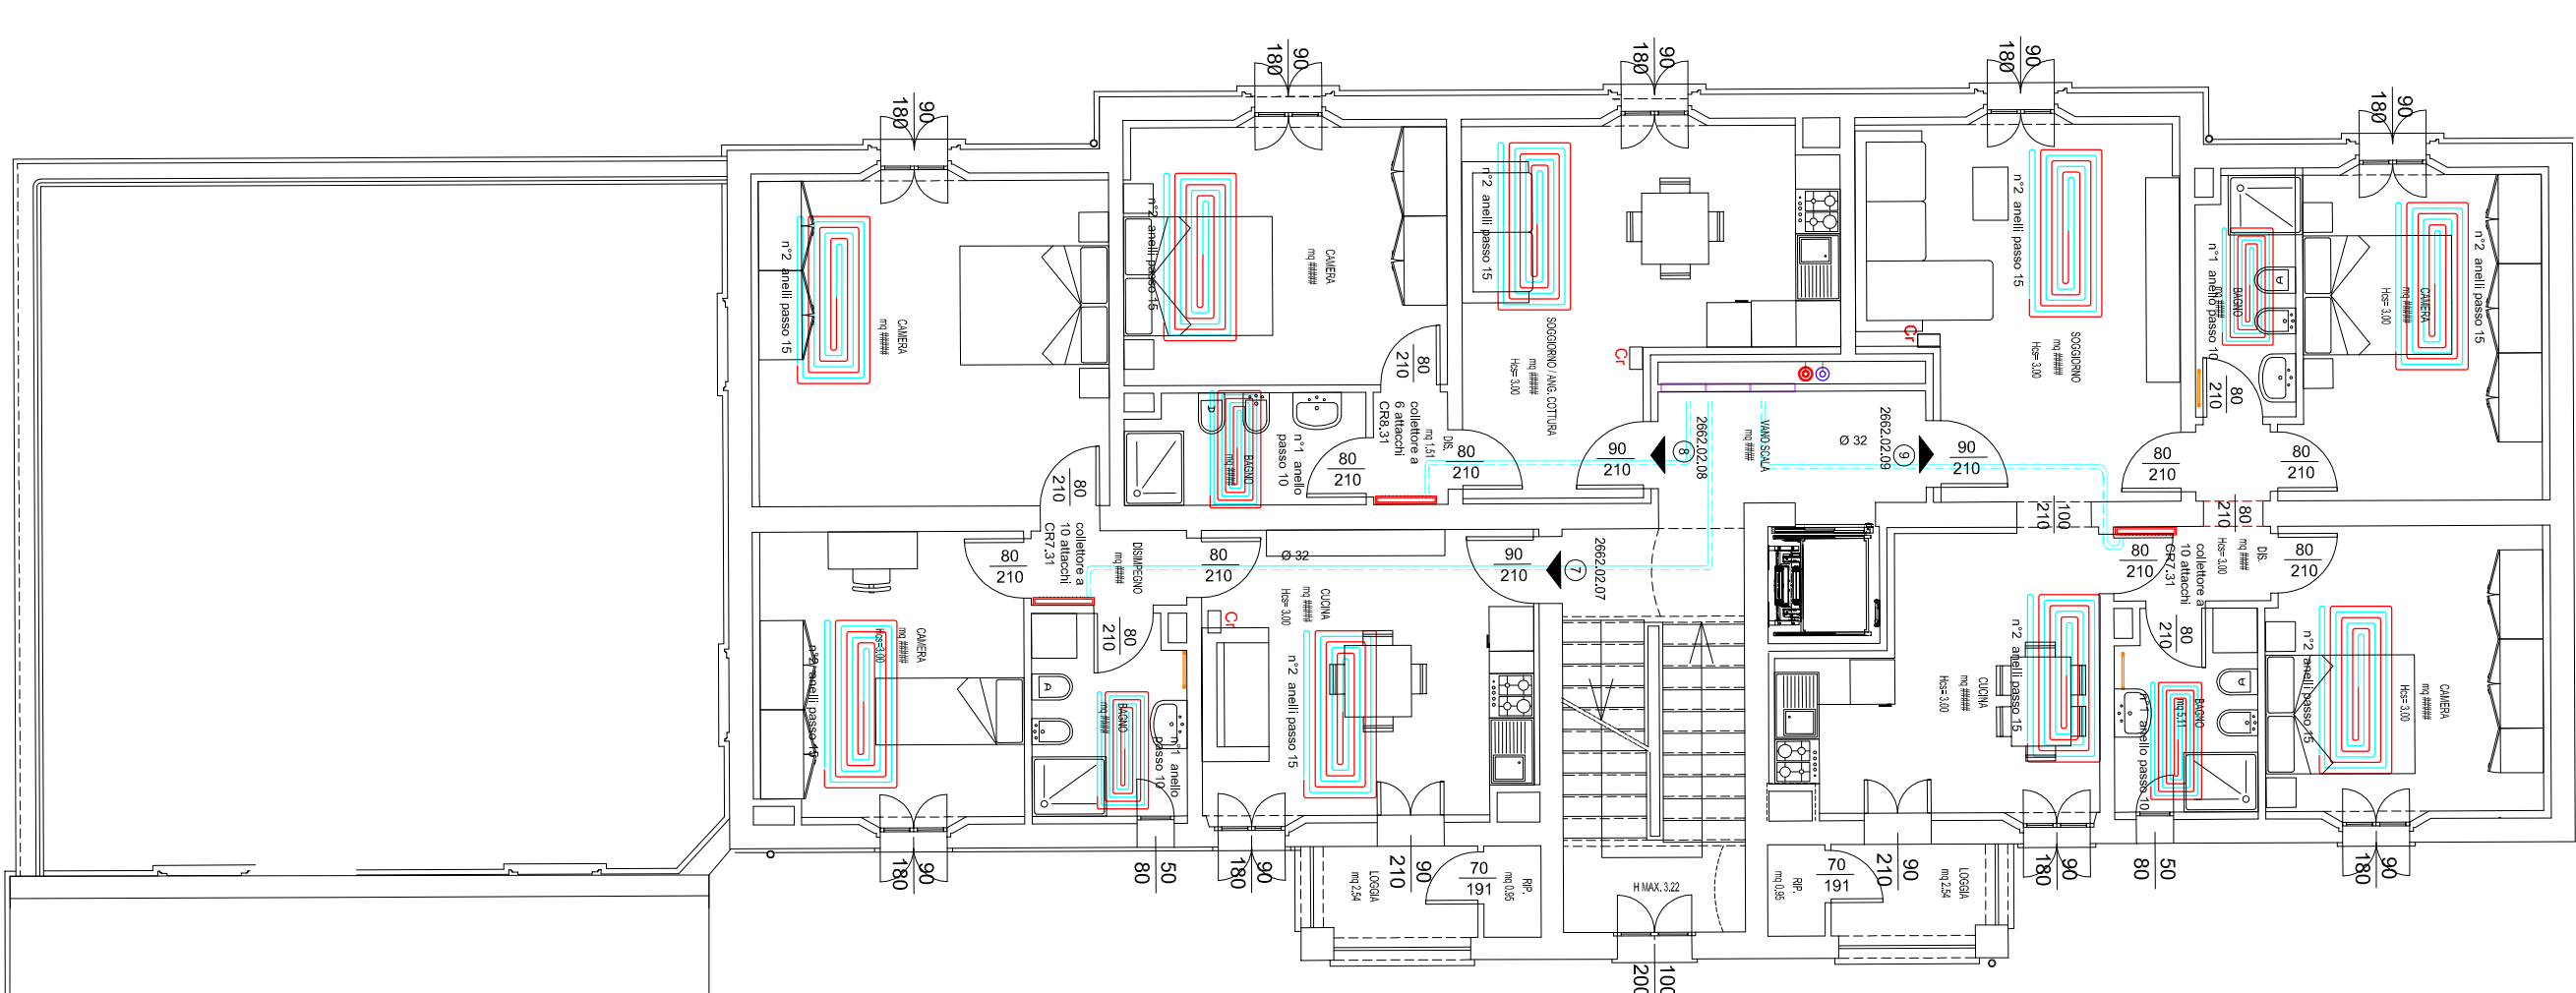 90
180
90
180
90
180
90
180
90
180
n°2 anelli passo 15
CAMERA
mq #####
n°2 anelli passo 15
CAMERA
mq #####
n°2 anelli passo 15
SOGGIORNO / ANG. COTTURA
mq #####
Hcs= 3,00
Cr
n°2 anelli passo 15
SOGGIORNO
mq #####
Hcs= 3,00
Cr
n°1 anello passo 10
BAGNO
mq ####
CAMERA
mq #####
Hcs= 3,00
n°2 anelli passo 15
80
210
80
210
n°1 anello
passo 10
BAGNO
mq ####
collettore a
6 attacchi
CR8.31
DIS.
mq 1,51
80
210
80
210
90
210
8
2662.02.08
VANO SCALA
mq ####
Ø 32
2662.02.09
9
90
210
80
210
80
210
80
210
collettore a
10 attacchi
CR7.31
DISIMPEGNO
mq ####
80
210
80
210
Ø 32
90
210
7
2662.02.07
100
210
80
210
80
210
collettore a
10 attacchi
CR7.31
DIS.
mq ####
Hcs= 3,00
80
210
n°2 anelli passo 15
CAMERA
mq #####
Hcs=3,00
80
210
BAGNO
mq ####
n°1 anello
passo 10
Cr
CUCINA
mq #####
Hcs= 3,00
n°2 anelli passo 15
CUCINA
mq #####
Hcs= 3,00
n°2 anelli passo 15
80
210
n°1 anello passo 10
BAGNO
mq 5,11
n°2 anelli passo 15
CAMERA
mq #####
Hcs= 3,00
90
180
50
80
90
180
90
210
LOGGIA
mq 2.54
70
191
RIP.
mq 0.95
H MAX. 3.22
100
200
RIP.
mq 0.95
70
191
90
210
LOGGIA
mq 2.54
90
180
50
80
90
180